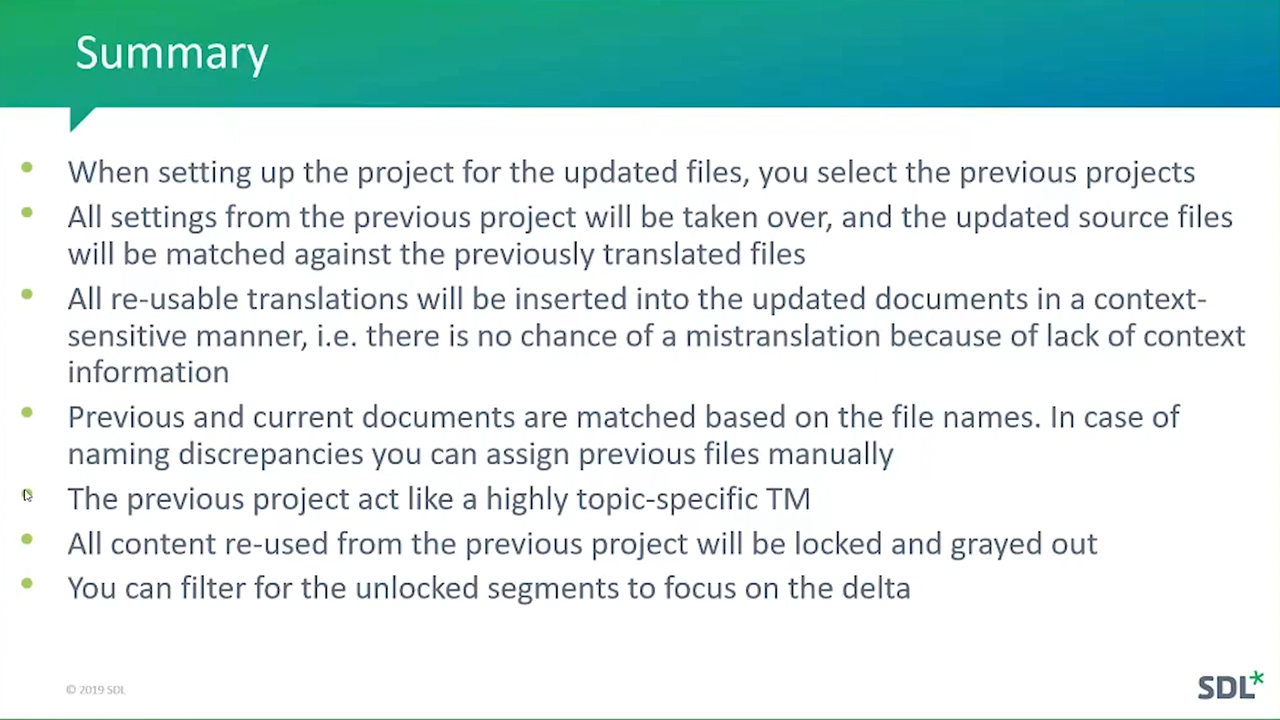 Summary
When setting up the project for the updated files, you select the previous projects
All settings from the previous project will be taken over, and the updated source files
will be matched against the previously translated files
All re-usable translations will be inserted into the updated documents in a context-
sensitive manner, i.e. there is no chance of a mistranslation because of lack of context
information
Previous and current documents are matched based on the file names. In case of
naming discrepancies you can assign previous files manually
The previous project act like a highly topic-specific TM
All content re-used from the previous project will be locked and grayed out
You can filter for the unlocked segments to focus on the delta
© 2019 SDL
SDL*